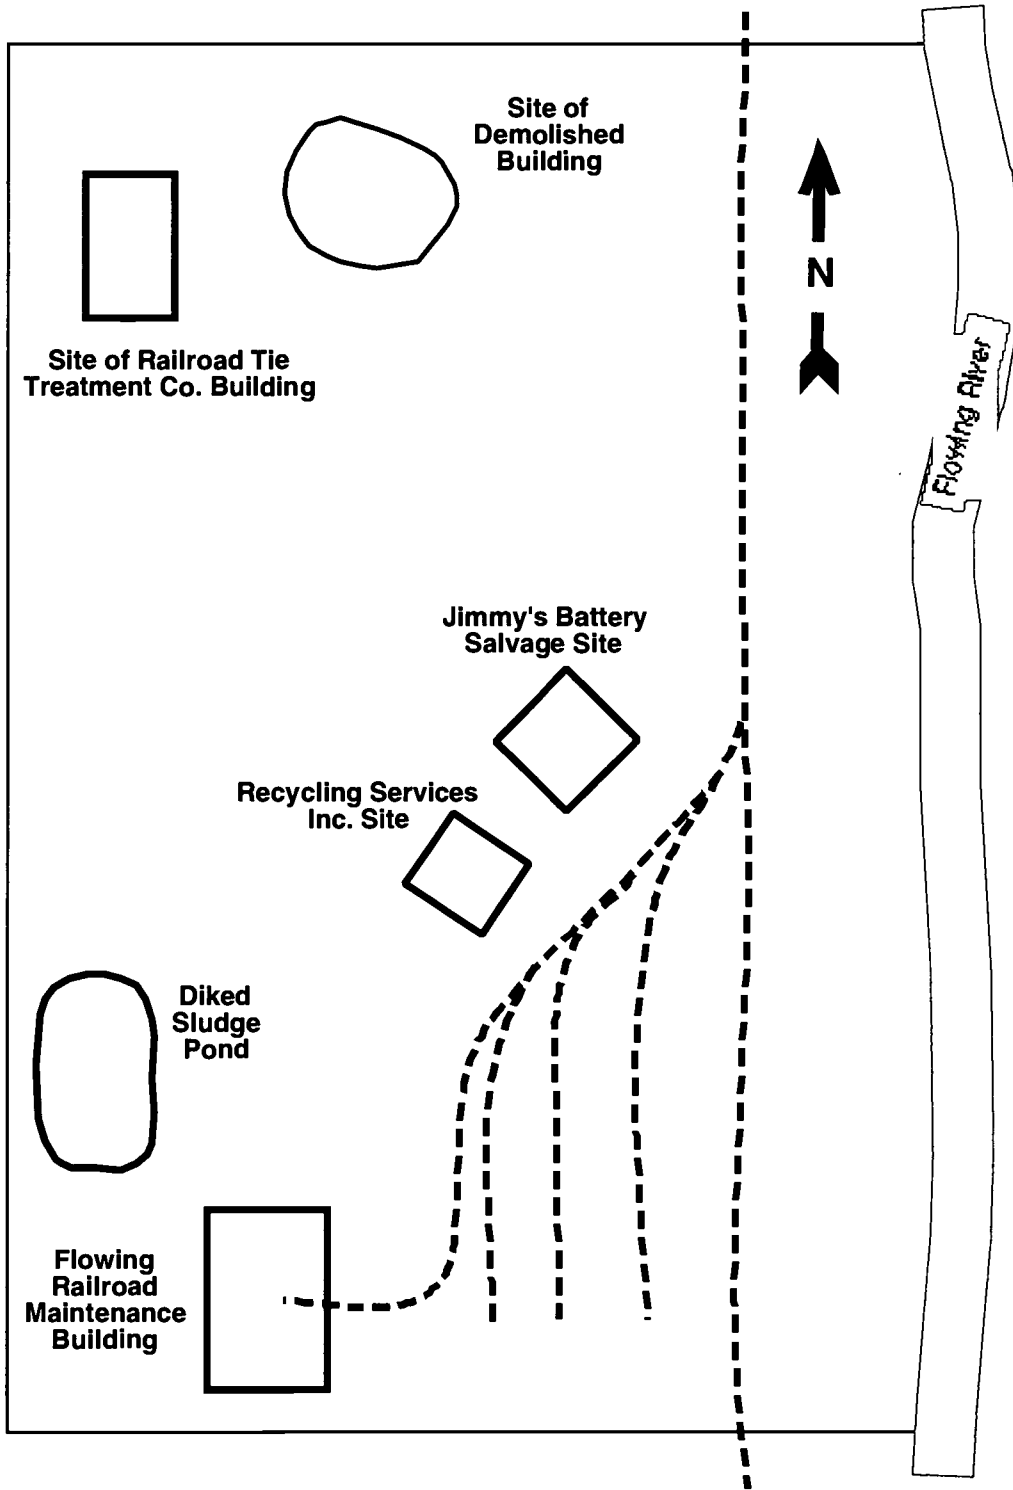 Site of
Demolished
Building
N
Site of Railroad Tie
Treatment Co. Building
Flowing River
Jimmy's Battery
Salvage Site
Recycling Services
Inc. Site
Diked
Sludge
Pond
Flowing
Railroad
Maintenance
Building